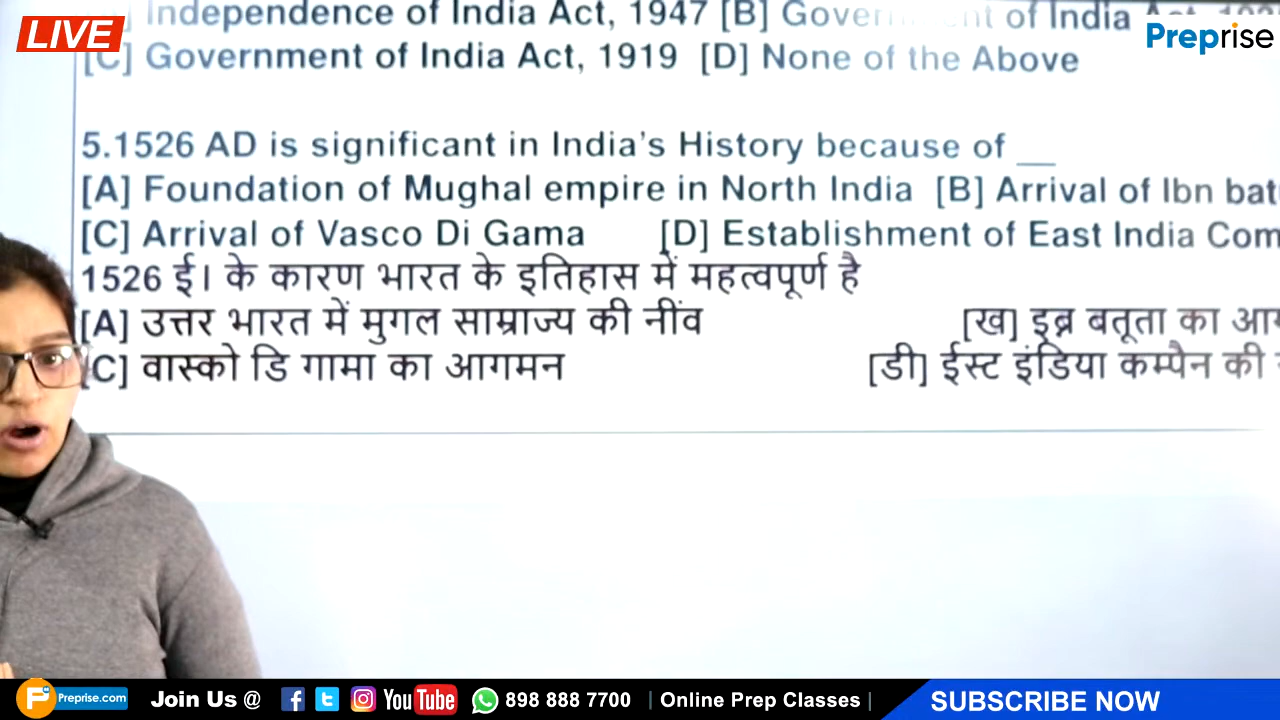 LIVE
Independence of India Act, 1947 [B] of India
Preprise
[C] Government of India Act, 1919 [D] None of the Above
5.1526 AD is significant in India's History because of __
[A] Foundation of Mughal empire in North India [B] Arrival of Ibn
[C] Arrival of Vasco Di Gama [D] Establishment of East India
1526 ई। के कारण भारत के इतिहास में महत्वपूर्ण है
[A] उत्तर भारत में मुगल साम्राज्य की नींव [ख] इब्न बतूता का
[C] वास्को डि गामा का आगमन [डी] ईस्ट इंडिया कम्पैन की
Preprise.com Join Us @ YouTube 898 888 7700 | Online Prep Classes | SUBSCRIBE NOW